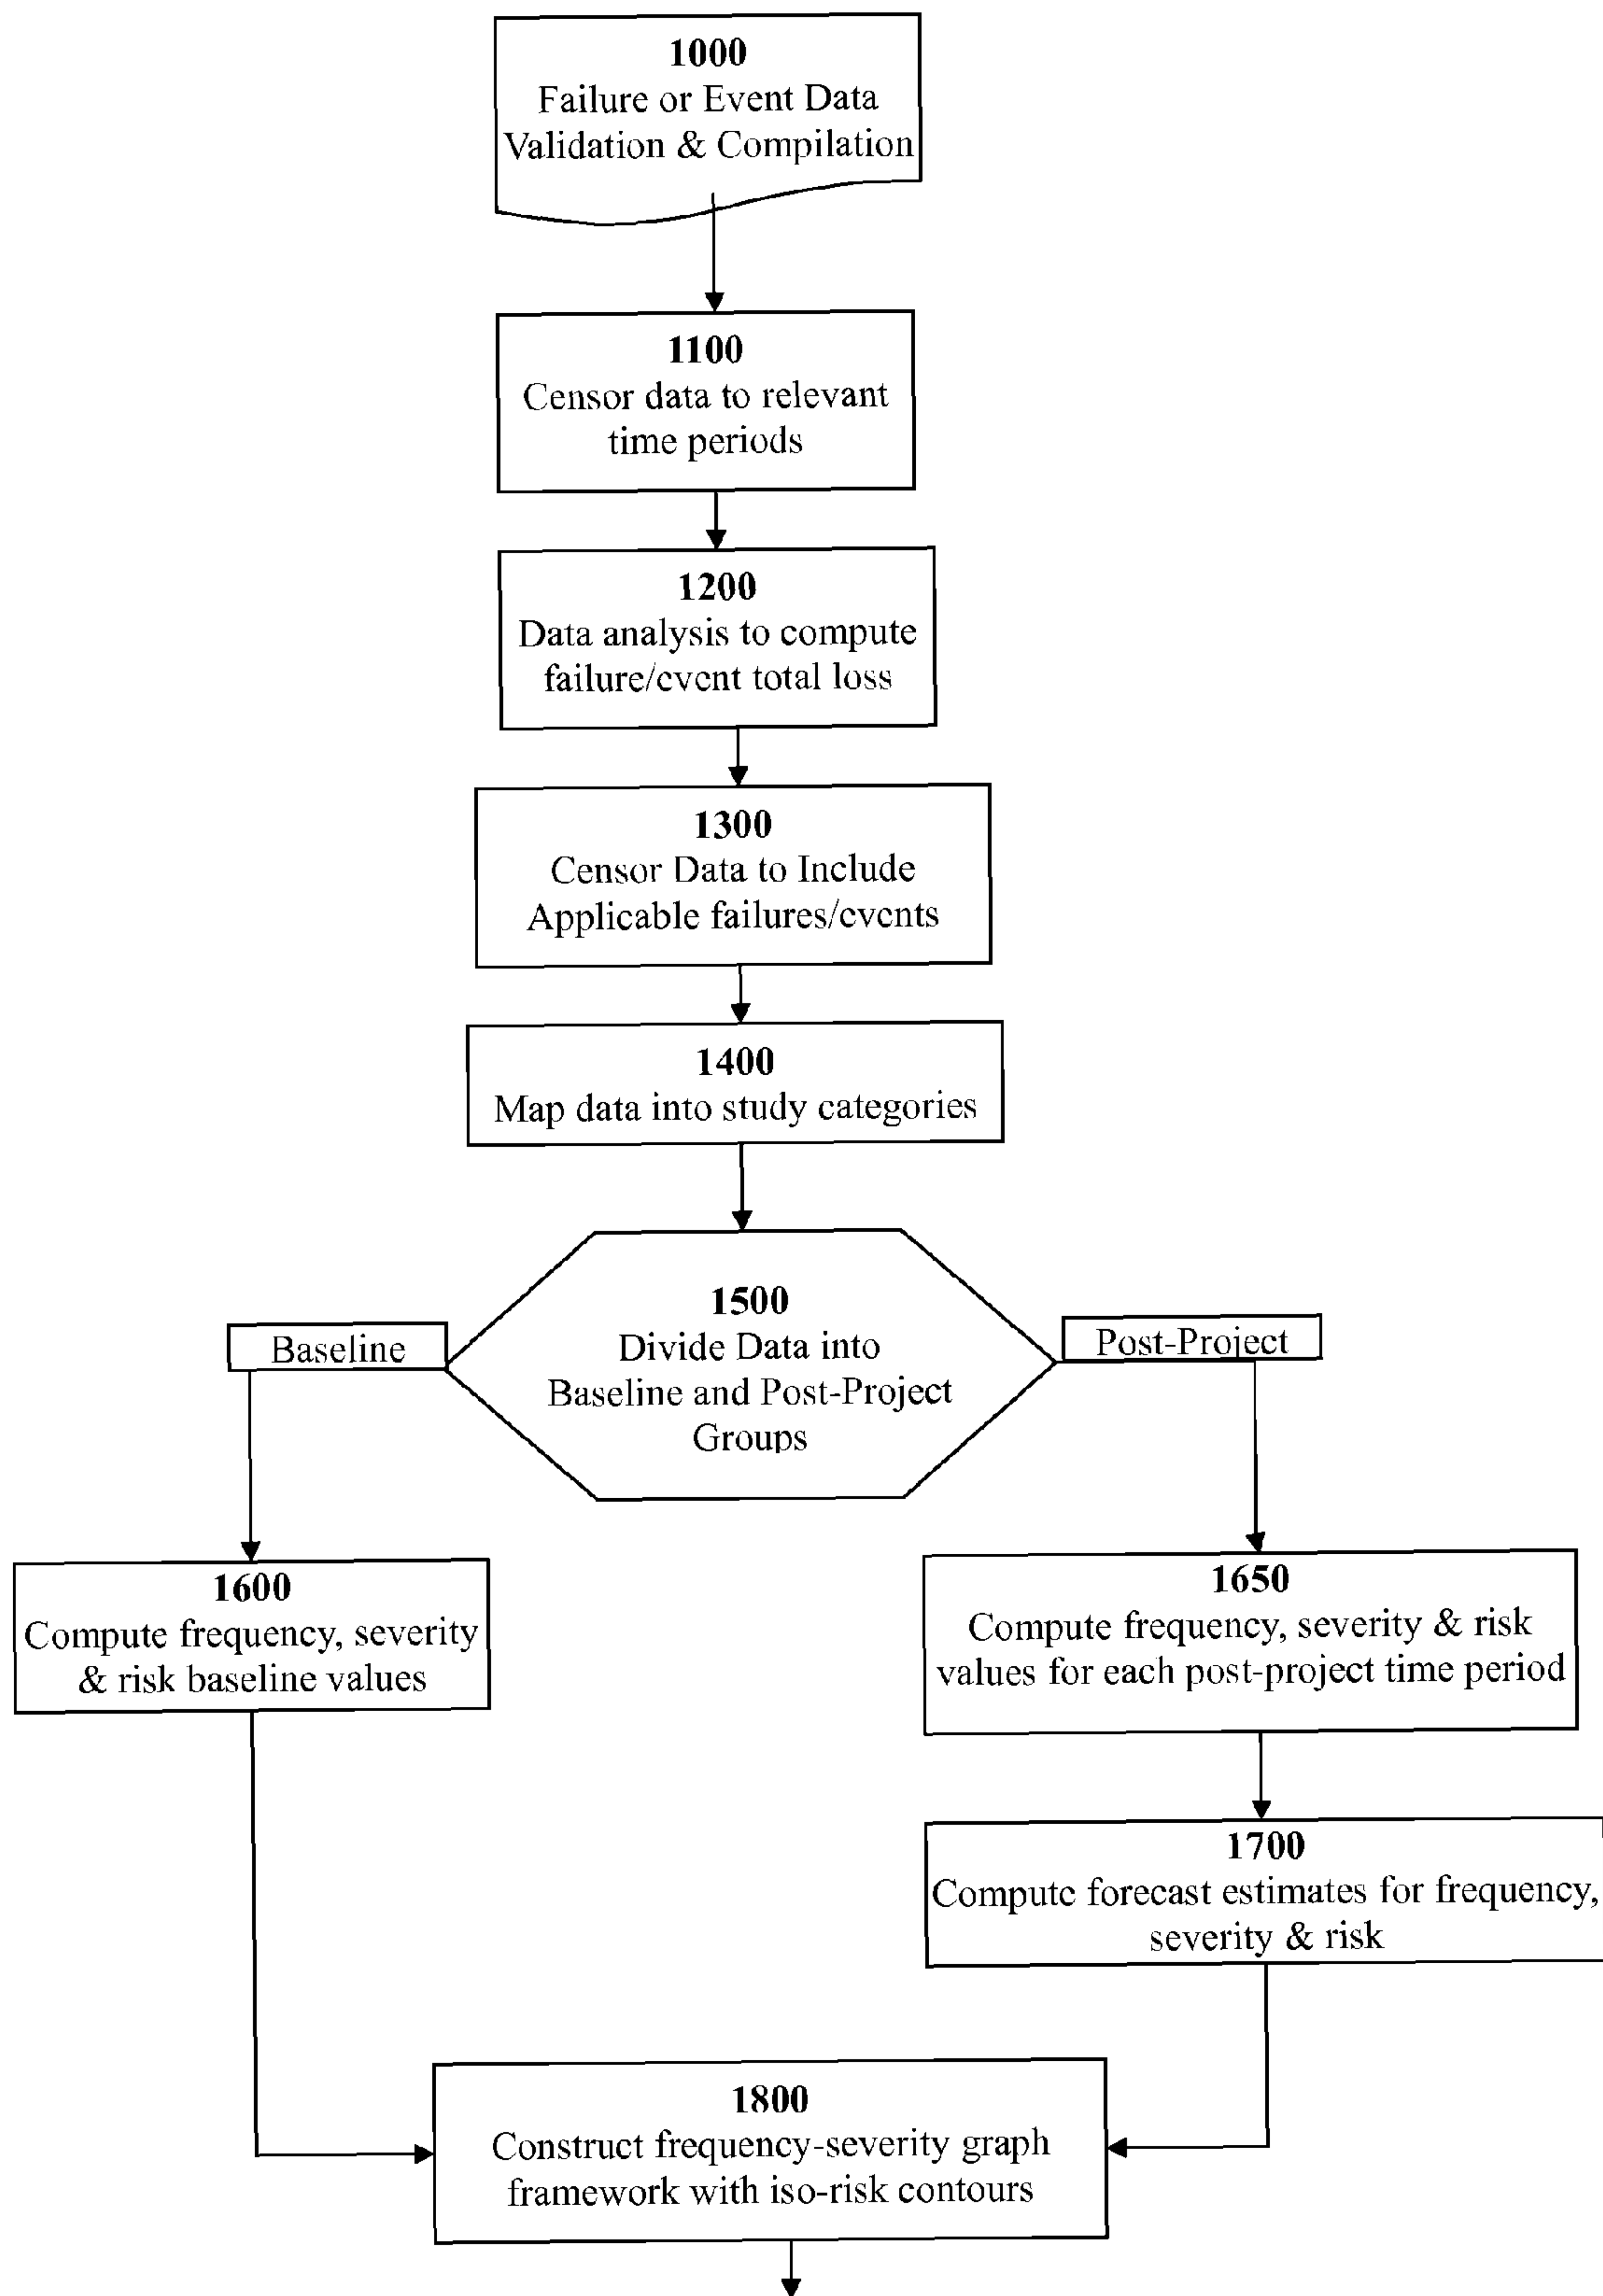 1000
Failure or Event Data
Validation & Compilation
1100
Censor data to relevant
time periods
1200
Data analysis to compute
failure/event total loss
1300
Censor Data to Include
Applicable failures/events
1400
Map data into study categories
1500
Divide Data into
Baseline and Post-Project
Groups
Baseline
Post-Project
1600
Compute frequency, severity
& risk baseline values
1650
Compute frequency, severity & risk
values for each post-project time period
1700
Compute forecast estimates for frequency,
severity & risk
1800
Construct frequency-severity graph
framework with iso-risk contours